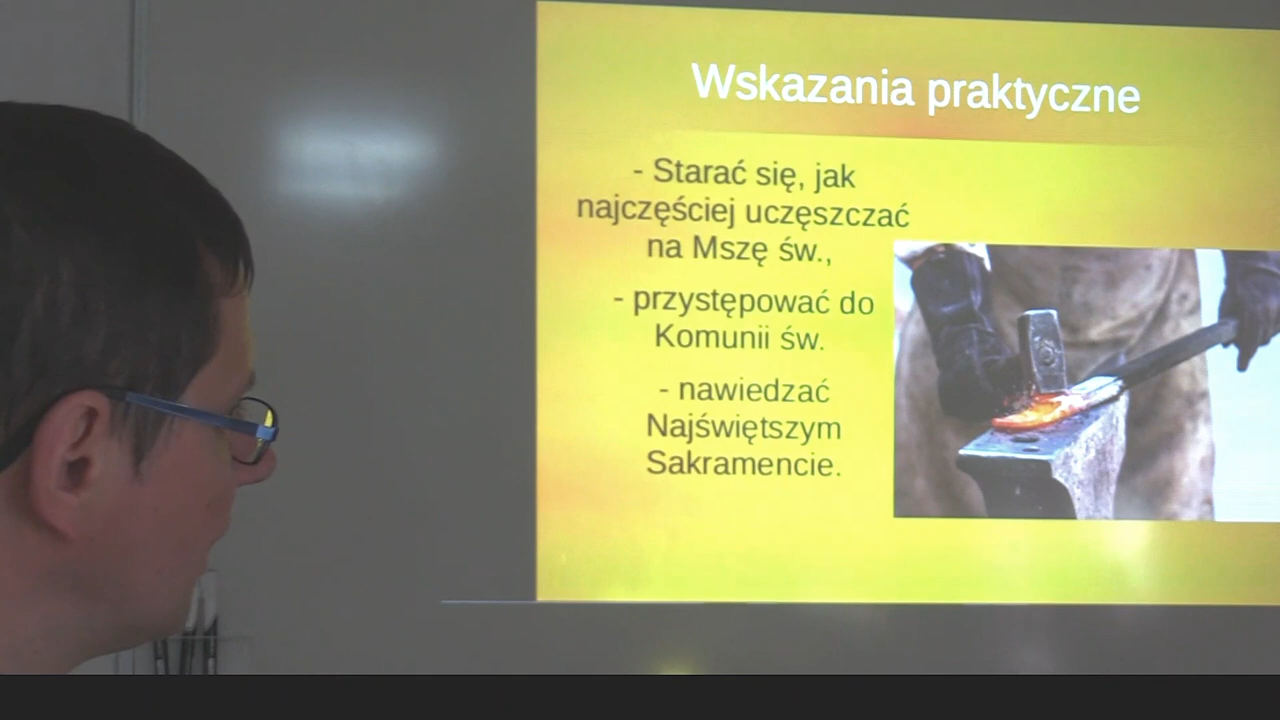 Wskazania praktyczne
- Starać się, jak
najczęściej uczęszczać
na Mszę św.,
- przystępować do
Komunii św.
- nawiedzać
Najświętszym
Sakramencie.